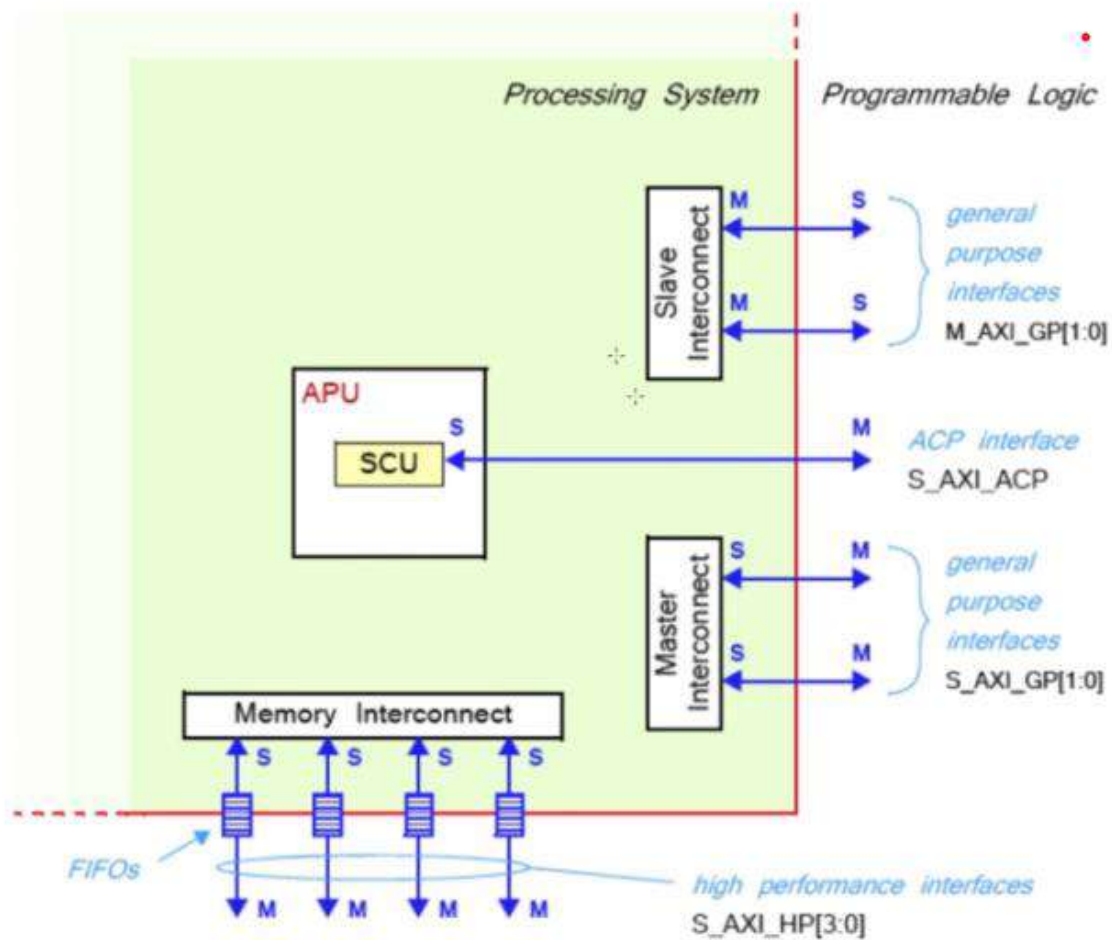 Processing System
Programmable Logic
M
S
general
purpose
interfaces
M_AXI_GP[1:0]
Slave
Interconnect
M
S
APU
SCU
S
M
ACP interface
S_AXI_ACP
Master
Interconnect
S
M
general
purpose
interfaces
S_AXI_GP[1:0]
S
M
Memory Interconnect
S
S
S
S
FIFOs
M
M
M
M
high performance interfaces
S_AXI_HP[3:0]